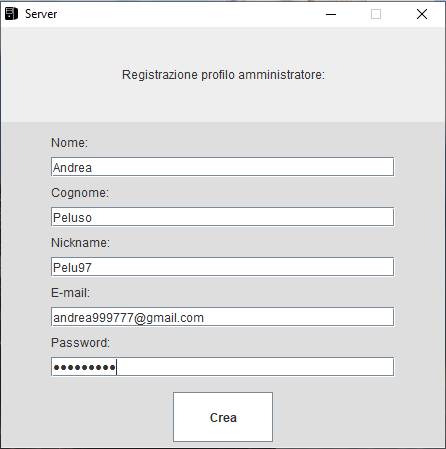 Server
Registrazione profilo amministratore:
Nome:
Andrea
Cognome:
Peluso
Nickname:
Pelu97
E-mail:
andrea999777@gmail.com
Password:
●●●●●●●●●
Crea